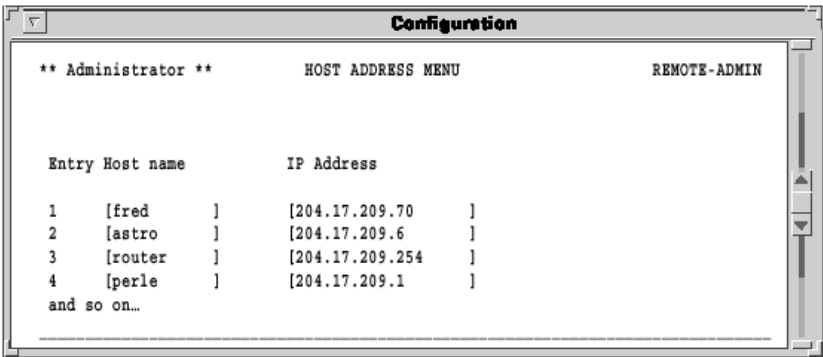 Configuration
** Administrator ** HOST ADDRESS MENU REMOTE-ADMIN
Entry Host name IP Address
1 [fred ] [204.17.209.70 ]
2 [astro ] [204.17.209.6 ]
3 [router ] [204.17.209.254 ]
4 [perle ] [204.17.209.1 ]
and so on…